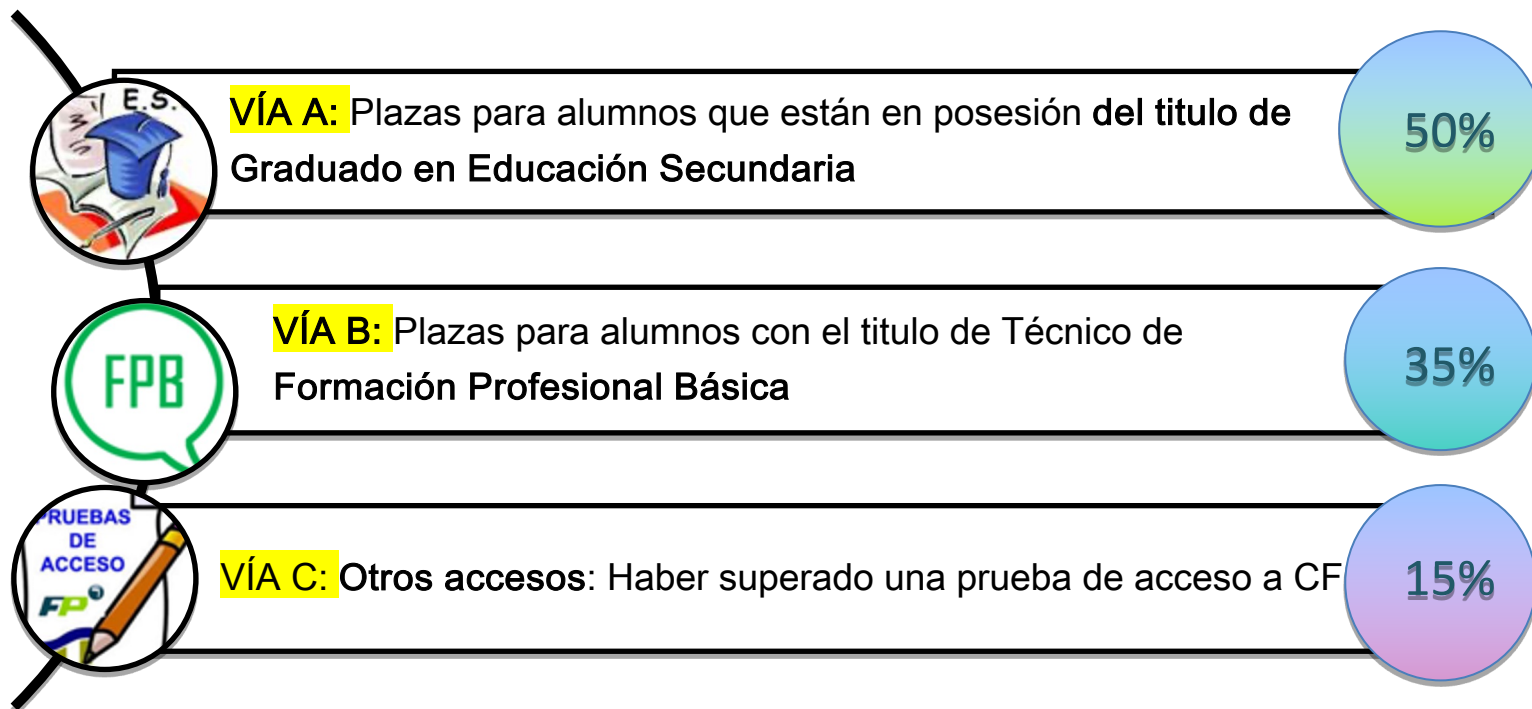 E.S.
VÍA A: Plazas para alumnos que están en posesión del titulo de
Graduado en Educación Secundaria
50%
FPB
VÍA B: Plazas para alumnos con el titulo de Técnico de
Formación Profesional Básica
35%
PRUEBAS
DE
ACCESO
FP
VÍA C: Otros accesos: Haber superado una prueba de acceso a CF
15%